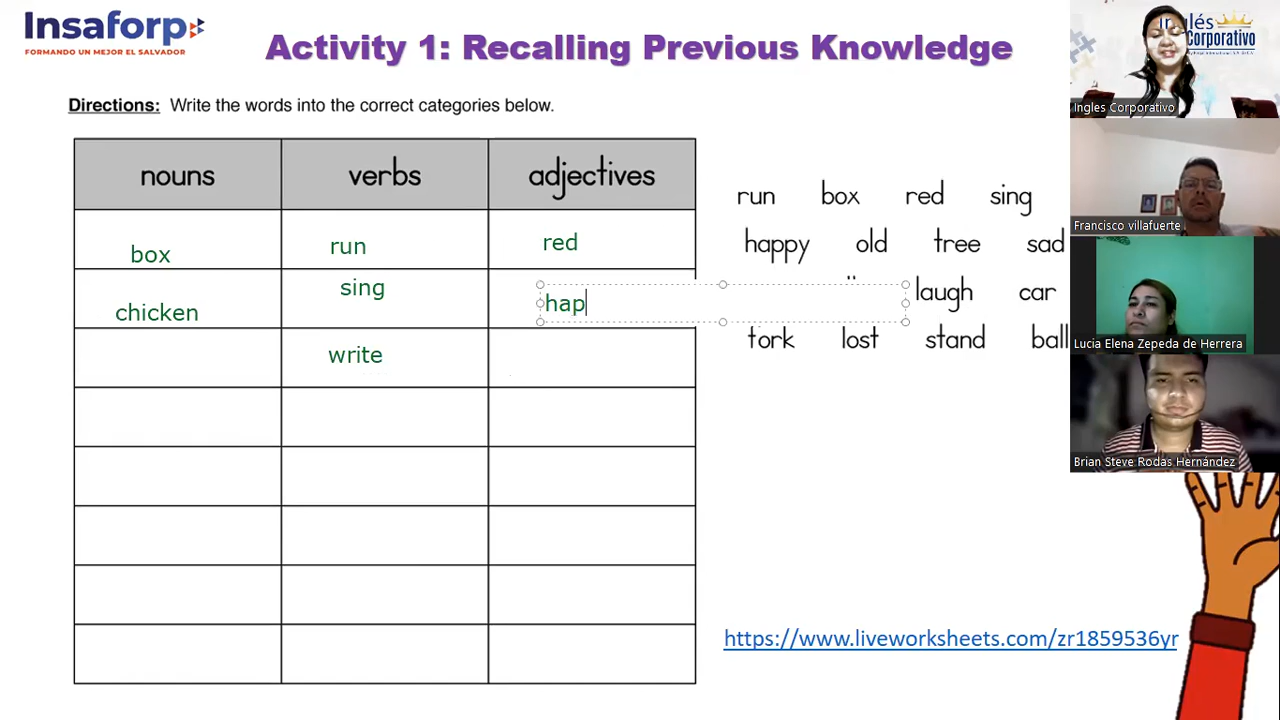 Insaforp
FORMANDO UN MEJOR EL SALVADOR
Activity 1: Recalling Previous Knowledge
Directions: Write the words into the correct categories below.
nouns verbs adjectives
box run red
chicken sing hap
write
run box red sing
happy old tree sad
laugh car
fork lost stand ball
https://www.liveworksheets.com/zr1859536yr
Inglés
Corporativo
Ingles Corporativo
Francisco villafuerte
Lucia Elena Zepeda de Herrera
Brian Steve Rodas Hernández